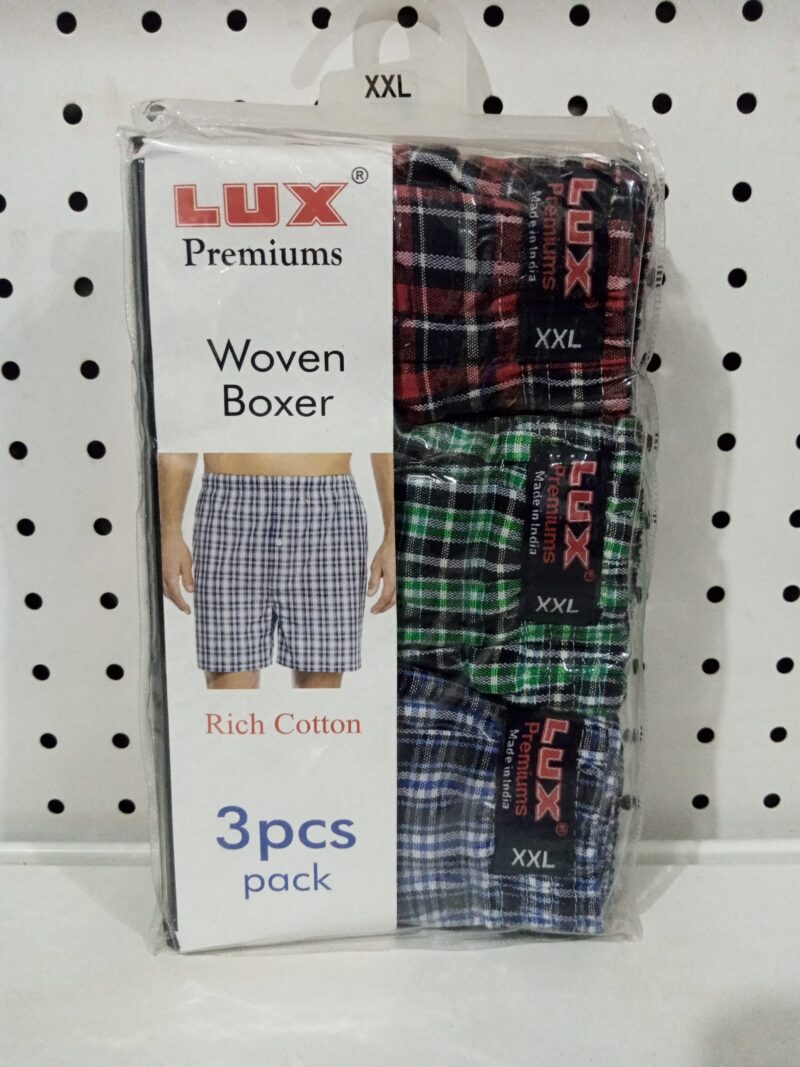 XXL
LUX®
Premiums
Woven
Boxer
Rich Cotton
3pcs
pack
LUX®
Premiums
Made in India
XXL
LUX®
Premiums
Made in India
XXL
LUX®
Premiums
Made in India
XXL